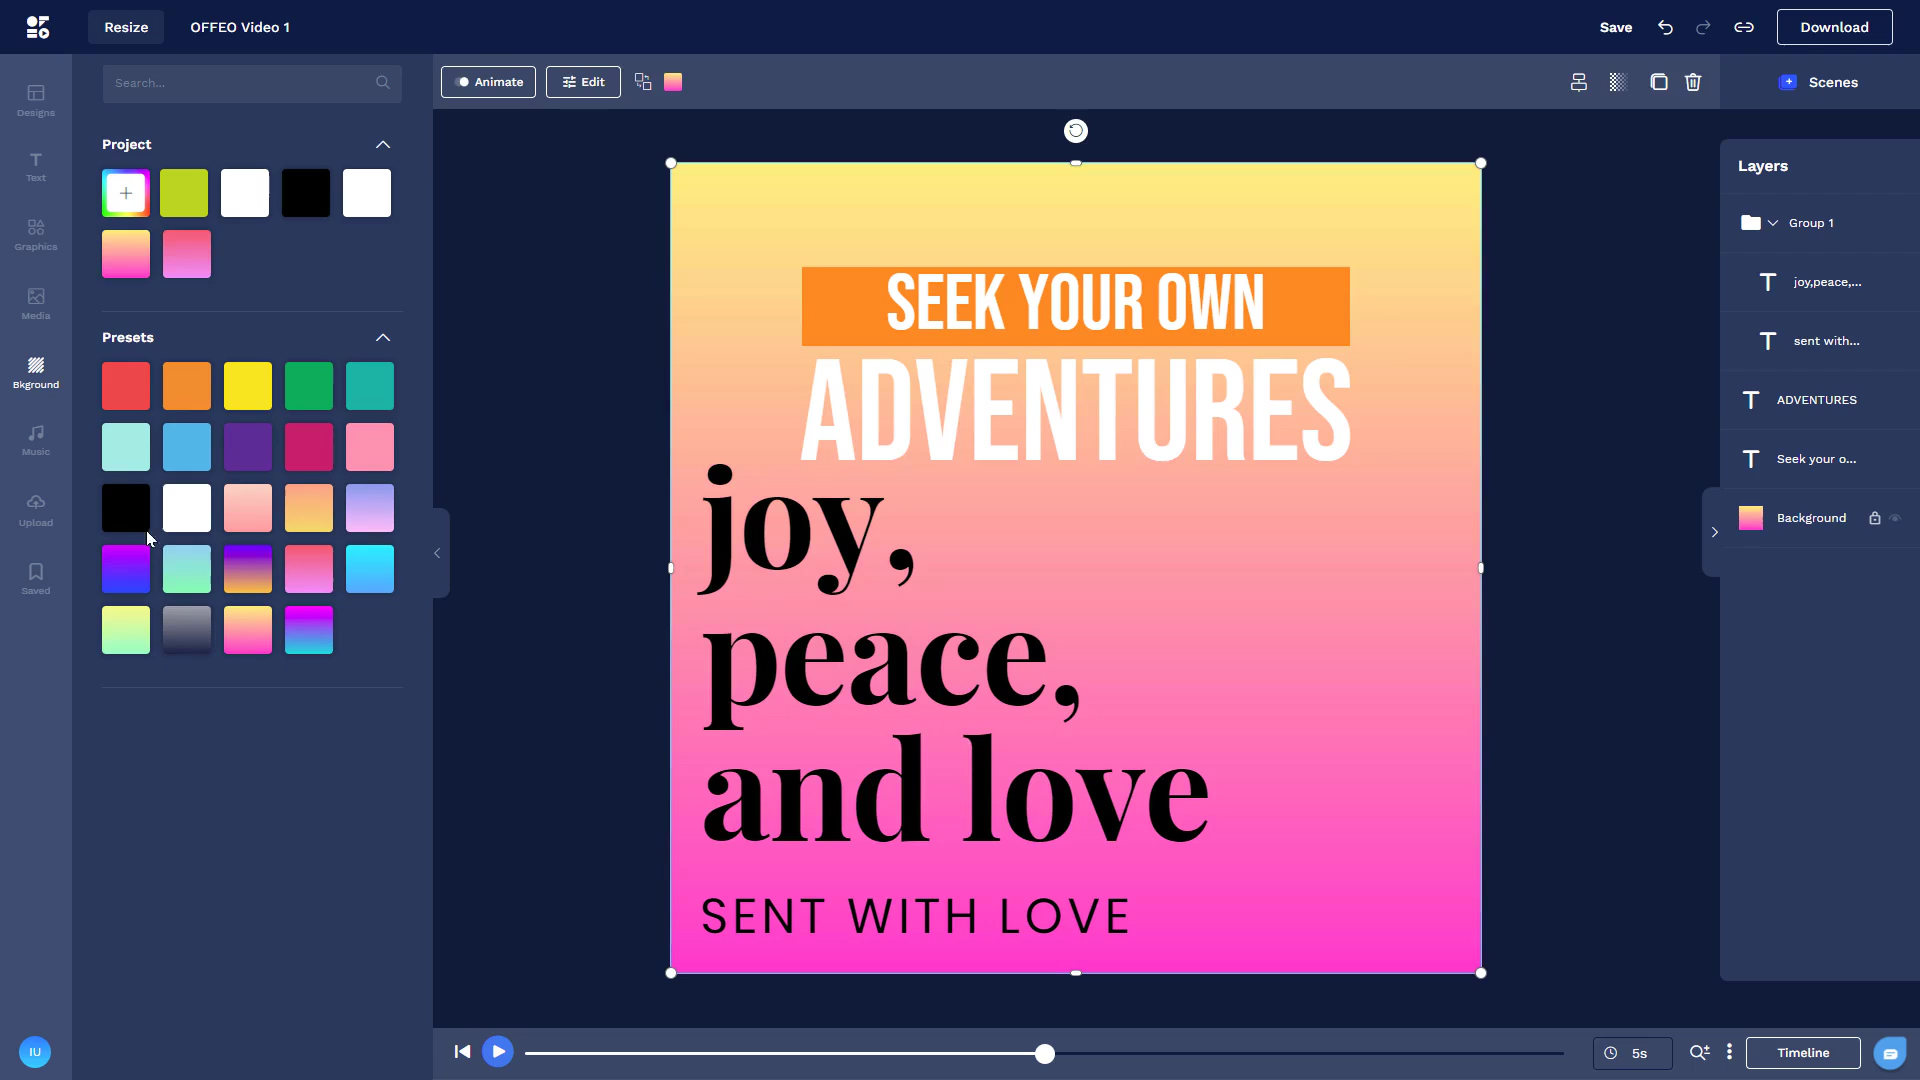 Resize
OFFEO Video 1
Save
Download
Designs
Text
Graphics
Media
Bkground
Music
Upload
Saved
IU
Search...
Project
Presets
Animate
Edit
Scenes
SEEK YOUR OWN
ADVENTURES
joy,
peace,
and love
SENT WITH LOVE
Layers
Group 1
joy,peace,...
sent with...
ADVENTURES
Seek your o...
Background
5s
Timeline